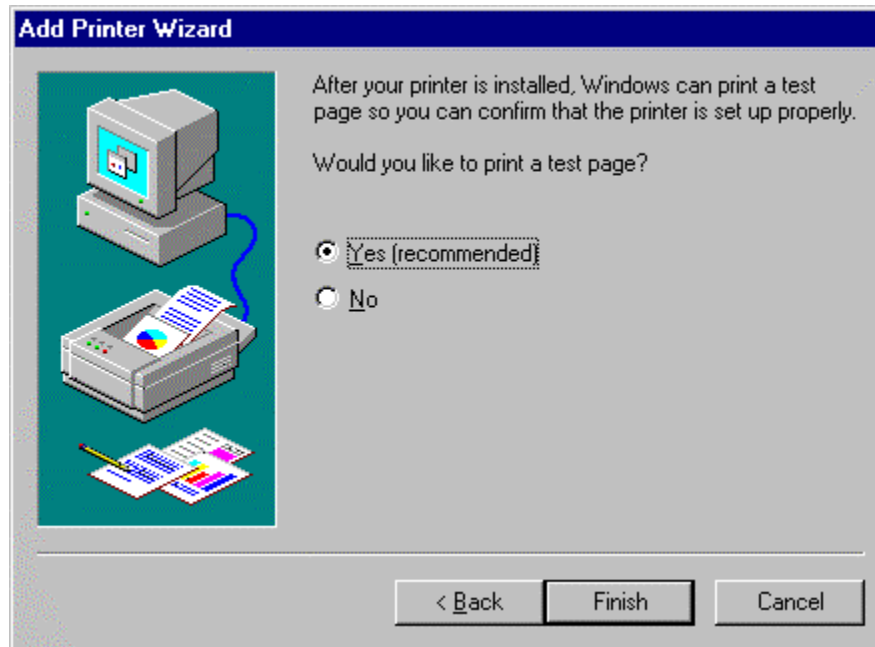 Add Printer Wizard
After your printer is installed, Windows can print a test
page so you can confirm that the printer is set up properly.
Would you like to print a test page?
Yes (recommended)
No
< Back
Finish
Cancel